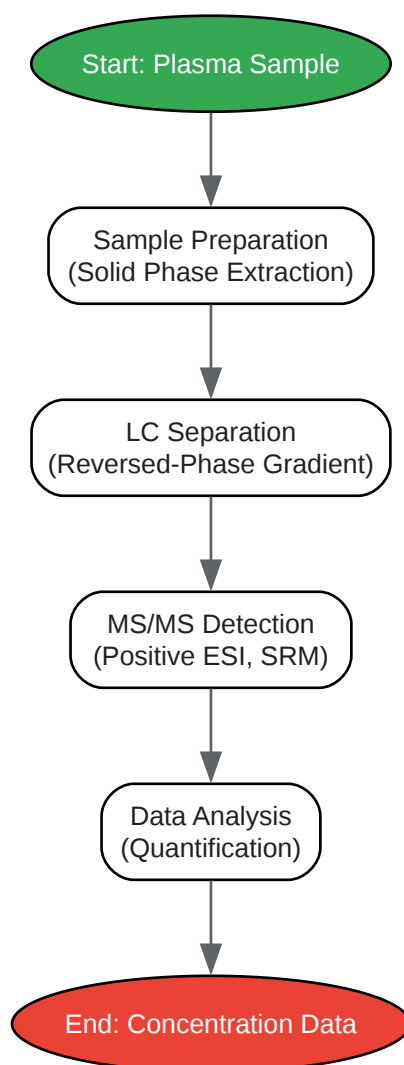 Start: Plasma Sample
Sample Preparation
(Solid Phase Extraction)
LC Separation
(Reversed-Phase Gradient)
MS/MS Detection
(Positive ESI, SRM)
Data Analysis
(Quantification)
End: Concentration Data